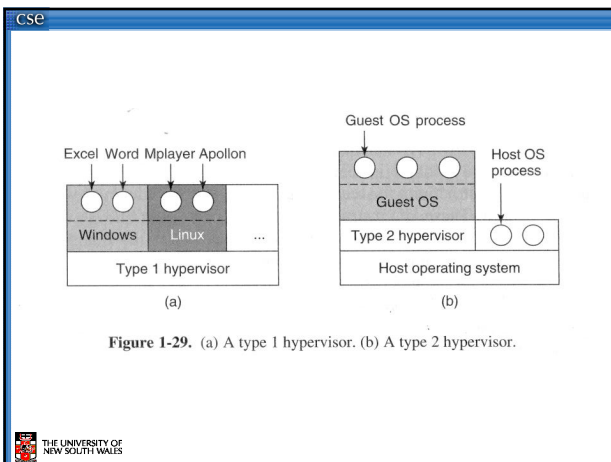 cse
Excel Word Mplayer Apollon
Windows
Linux
...
Type 1 hypervisor
(a)
Guest OS process
Host OS
process
Guest OS
Type 2 hypervisor
Host operating system
(b)
Figure 1-29. (a) A type 1 hypervisor. (b) A type 2 hypervisor.
THE UNIVERSITY OF
NEW SOUTH WALES